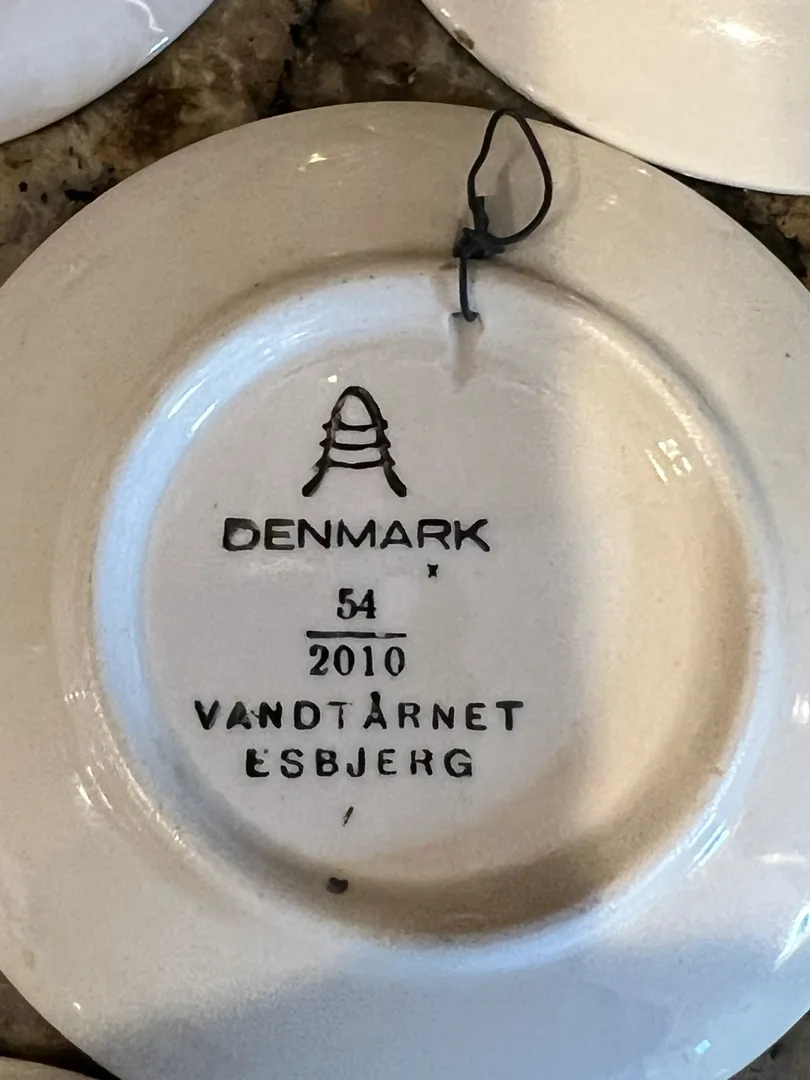 DENMARK
x
54
2010
VANDTÅRNET
ESBJERG